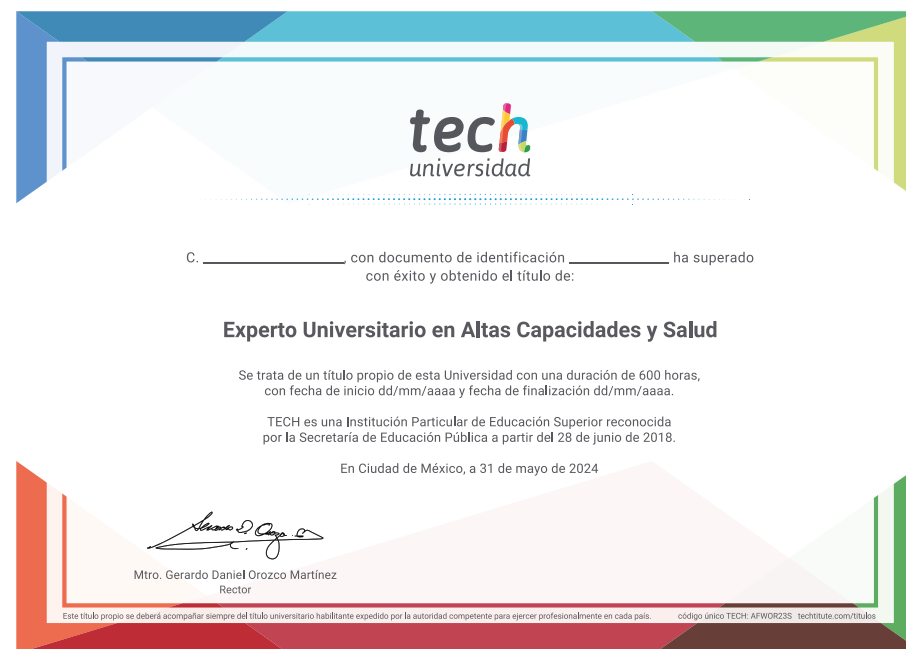 tech
universidad
C. ____________________, con documento de identificación ______________ ha superado
con éxito y obtenido el título de:
Experto Universitario en Altas Capacidades y Salud
Se trata de un título propio de esta Universidad con una duración de 600 horas,
con fecha de inicio dd/mm/aaaa y fecha de finalización dd/mm/aaaa.
TECH es una Institución Particular de Educación Superior reconocida
por la Secretaría de Educación Pública a partir del 28 de junio de 2018.
En Ciudad de México, a 31 de mayo de 2024
Mtro. Gerardo Daniel Orozco Martínez
Rector
Este título propio se deberá acompañar siempre del título universitario habilitante expedido por la autoridad competente para ejercer profesionalmente en cada país. código único TECH: AFWOR23S techtitute.com/titulos